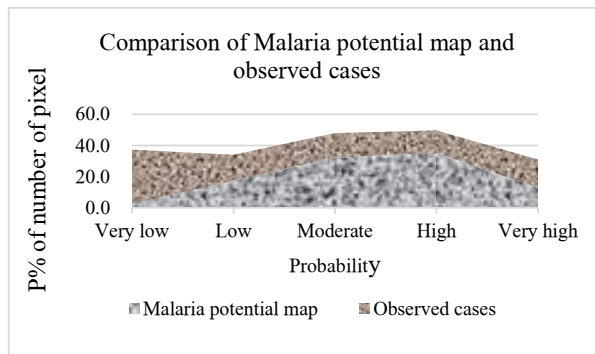 Comparison of Malaria potential map and
observed cases
P% of number of pixel
60.0
40.0
20.0
0.0
Very low Low Moderate High Very high
Probability
Malaria potential map Observed cases